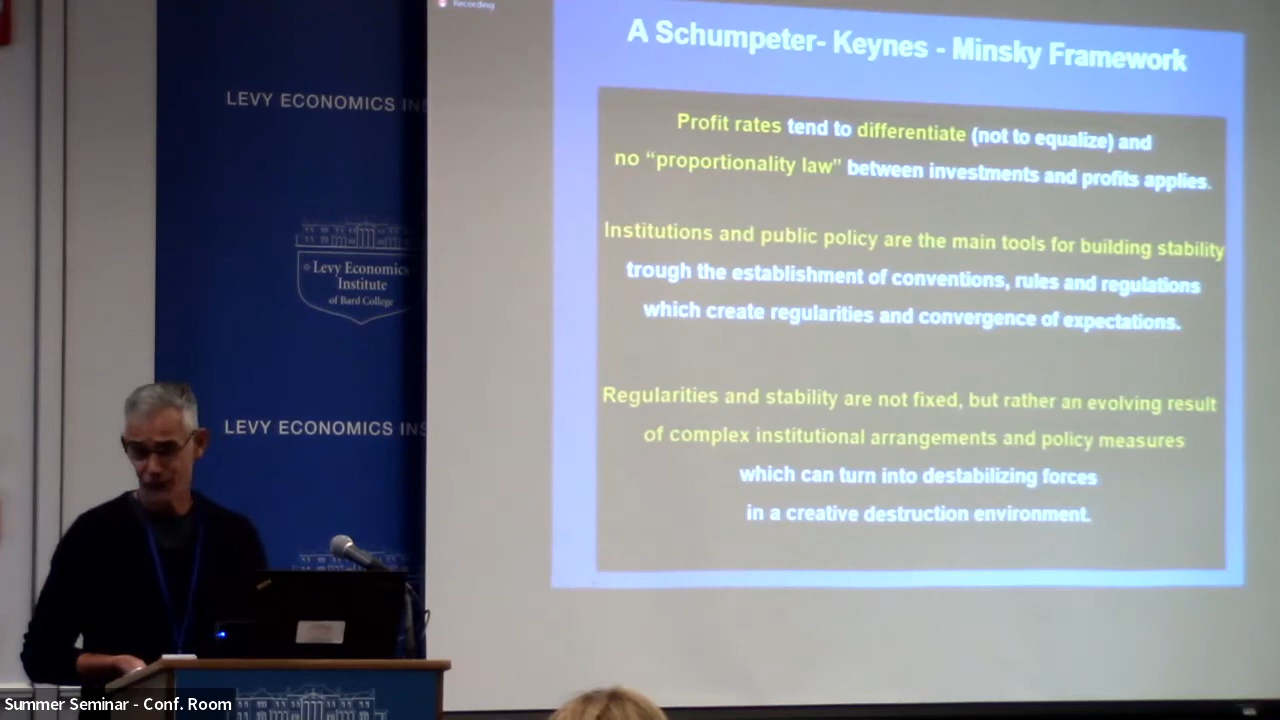 Recording
A Schumpeter- Keynes - Minsky Framework
Profit rates tend to differentiate (not to equalize) and
no “proportionality law” between investments and profits applies.
Institutions and public policy are the main tools for building stability
trough the establishment of conventions, rules and regulations
which create regularities and convergence of expectations.
Regularities and stability are not fixed, but rather an evolving result
of complex institutional arrangements and policy measures
which can turn into destabilizing forces
in a creative destruction environment.
LEVY ECONOMICS IN
Levy Economics
Institute
of Bard College
LEVY ECONOMICS INS
Summer Seminar - Conf. Room